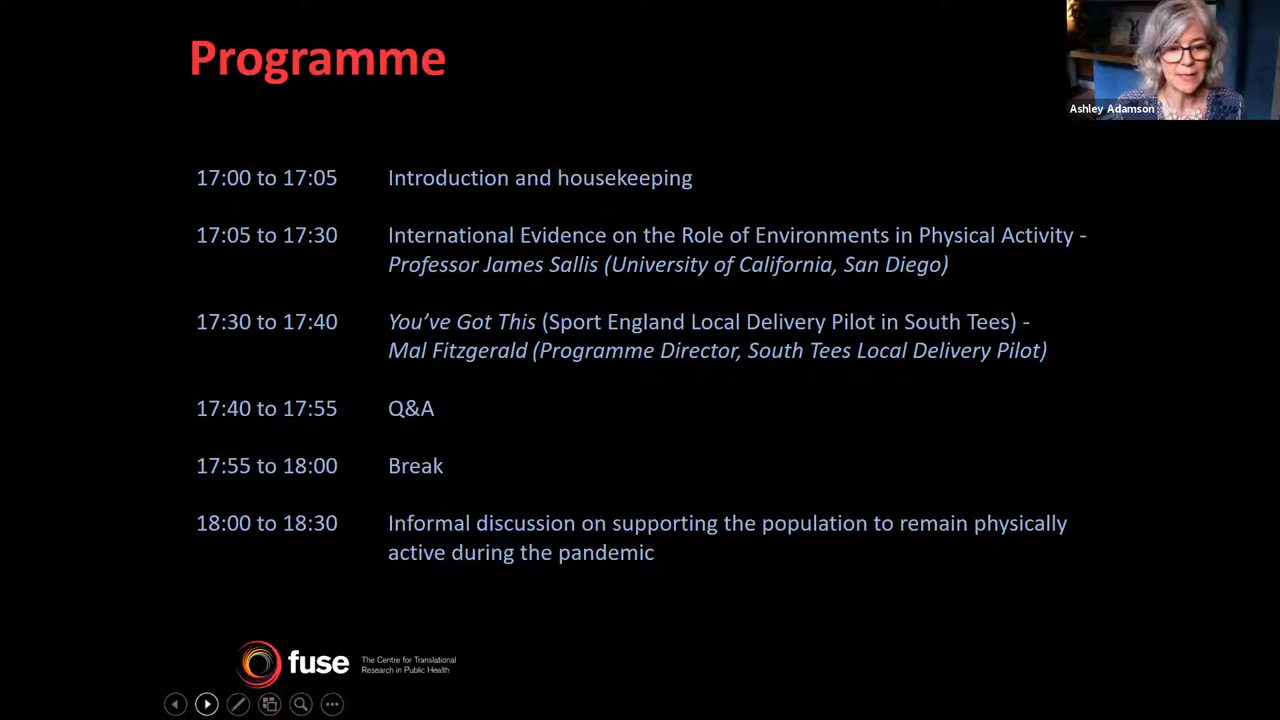 Programme
Ashley Adamson
17:00 to 17:05 Introduction and housekeeping
17:05 to 17:30 International Evidence on the Role of Environments in Physical Activity -
Professor James Sallis (University of California, San Diego)
17:30 to 17:40 You’ve Got This (Sport England Local Delivery Pilot in South Tees) -
Mal Fitzgerald (Programme Director, South Tees Local Delivery Pilot)
17:40 to 17:55 Q&A
17:55 to 18:00 Break
18:00 to 18:30 Informal discussion on supporting the population to remain physically
active during the pandemic
fuse
The Centre for Translational
Research in Public Health